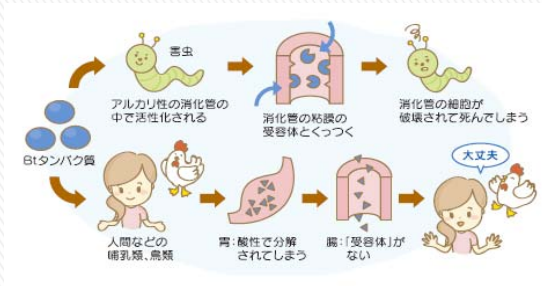 害虫
アルカリ性の消化管の
中で活性化される
消化管の粘膜の
受容体とくっつく
消化管の細胞が
破壊されて死んでしまう
Btタンパク質
大丈夫
人間などの
哺乳類、鳥類
胃:酸性で分解
されてしまう
腸:「受容体」が
ない